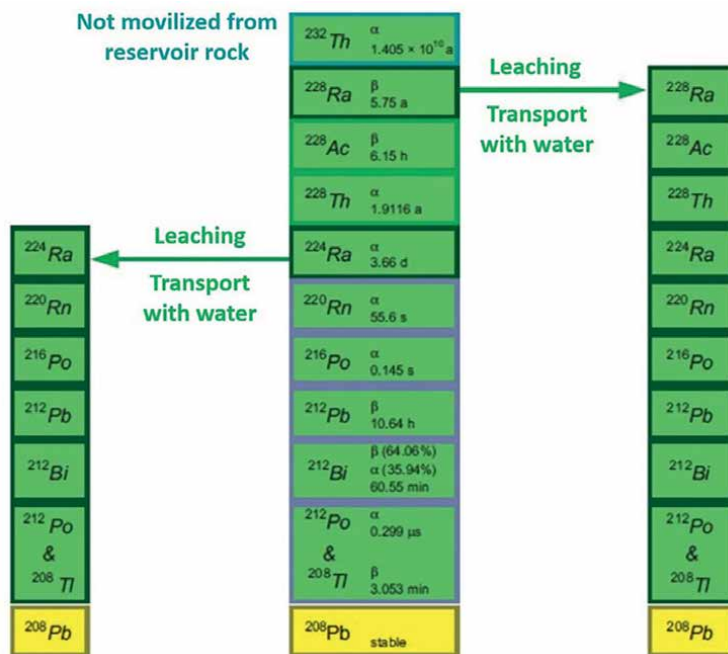 Not movilized from
reservoir rock
²³²Th α
1.405 × 10¹⁰ a
²²⁸Ra β
5.75 a
²²⁸Ac β
6.15 h
²²⁸Th α
1.9116 a
²²⁴Ra α
3.66 d
²²⁰Rn α
55.6 s
²¹⁶Po α
0.145 s
²¹²Pb β
10.64 h
β (64.06%)
²¹²Bi α (35.94%)
60.55 min
²¹²Po α
0.299 µs
&
²⁰⁸Tl β
3.053 min
²⁰⁸Pb stable
Leaching
Transport
with water
²²⁴Ra
²²⁰Rn
²¹⁶Po
²¹²Pb
²¹²Bi
²¹²Po
&
²⁰⁸Tl
²⁰⁸Pb
Leaching
Transport
with water
²²⁸Ra
²²⁸Ac
²²⁸Th
²²⁴Ra
²²⁰Rn
²¹⁶Po
²¹²Pb
²¹²Bi
²¹²Po
&
²⁰⁸Tl
²⁰⁸Pb